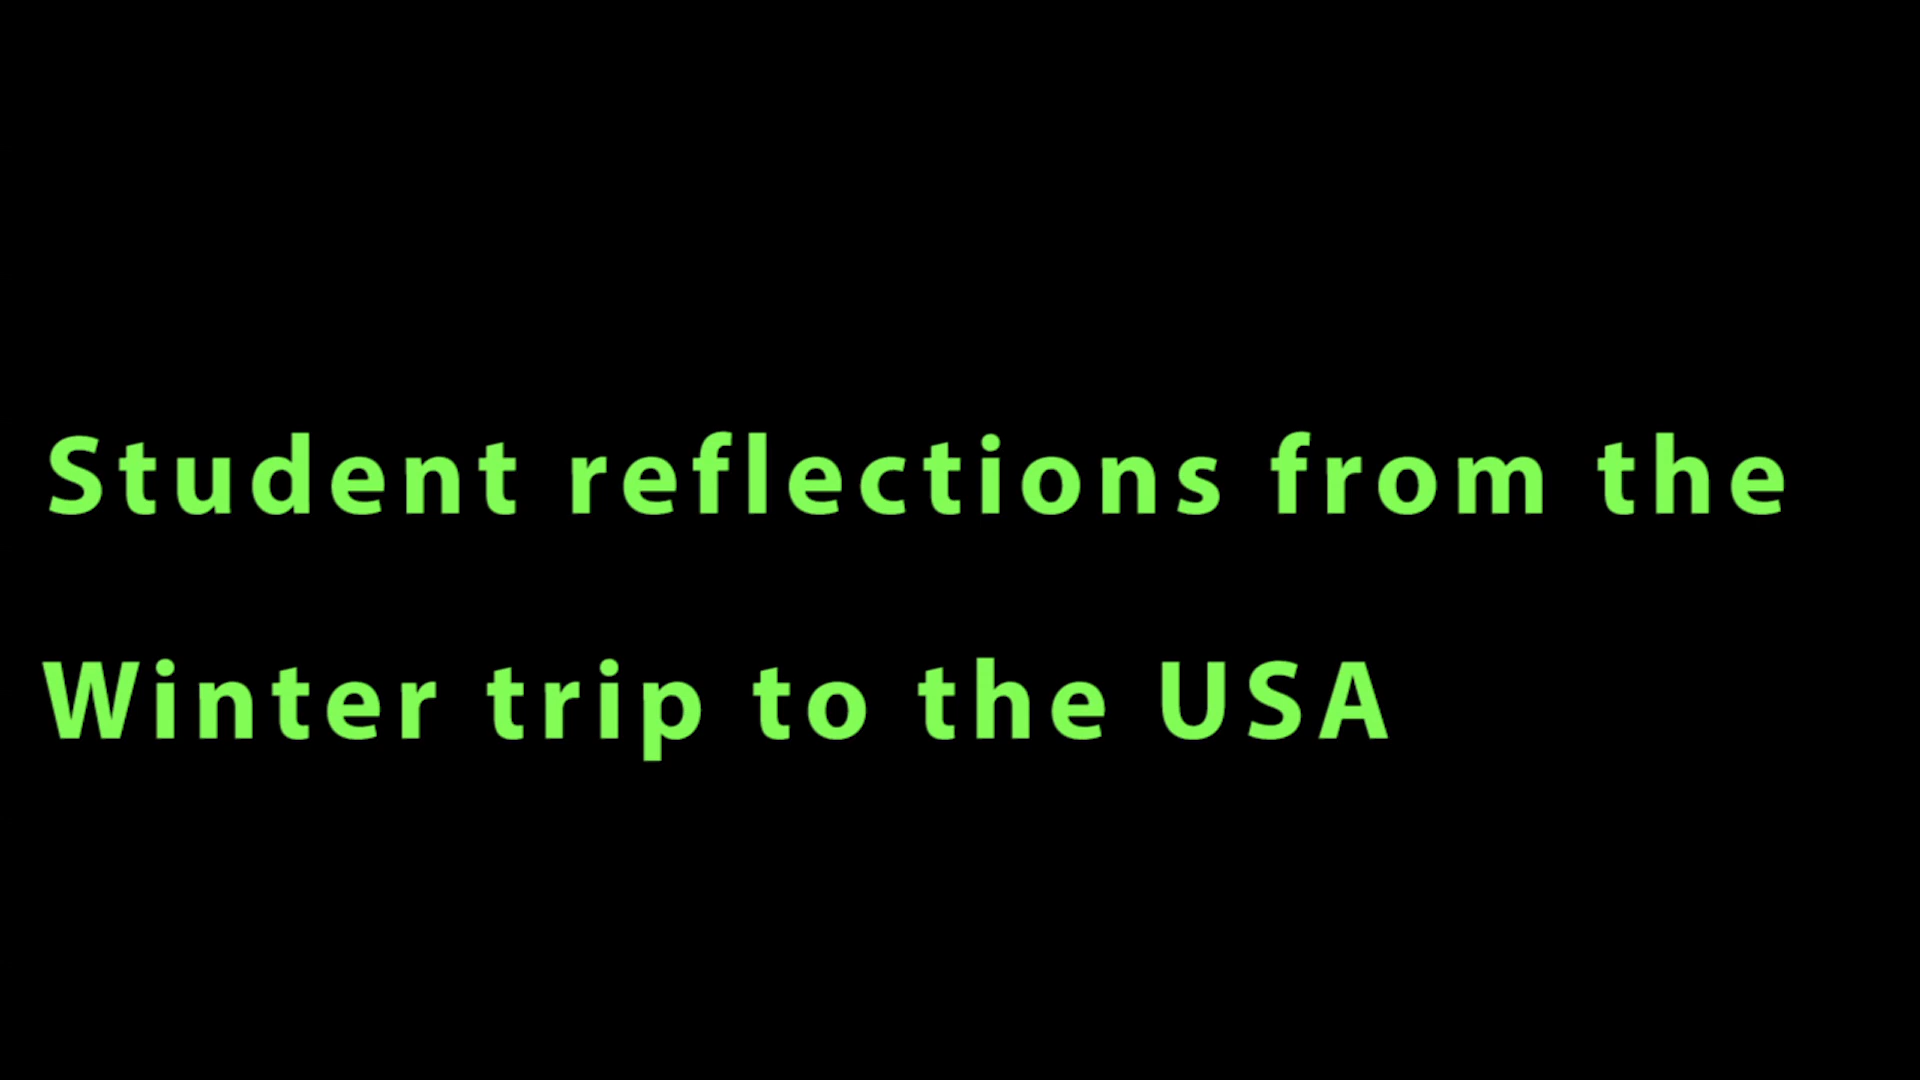 Student reflections from the
Winter trip to the USA